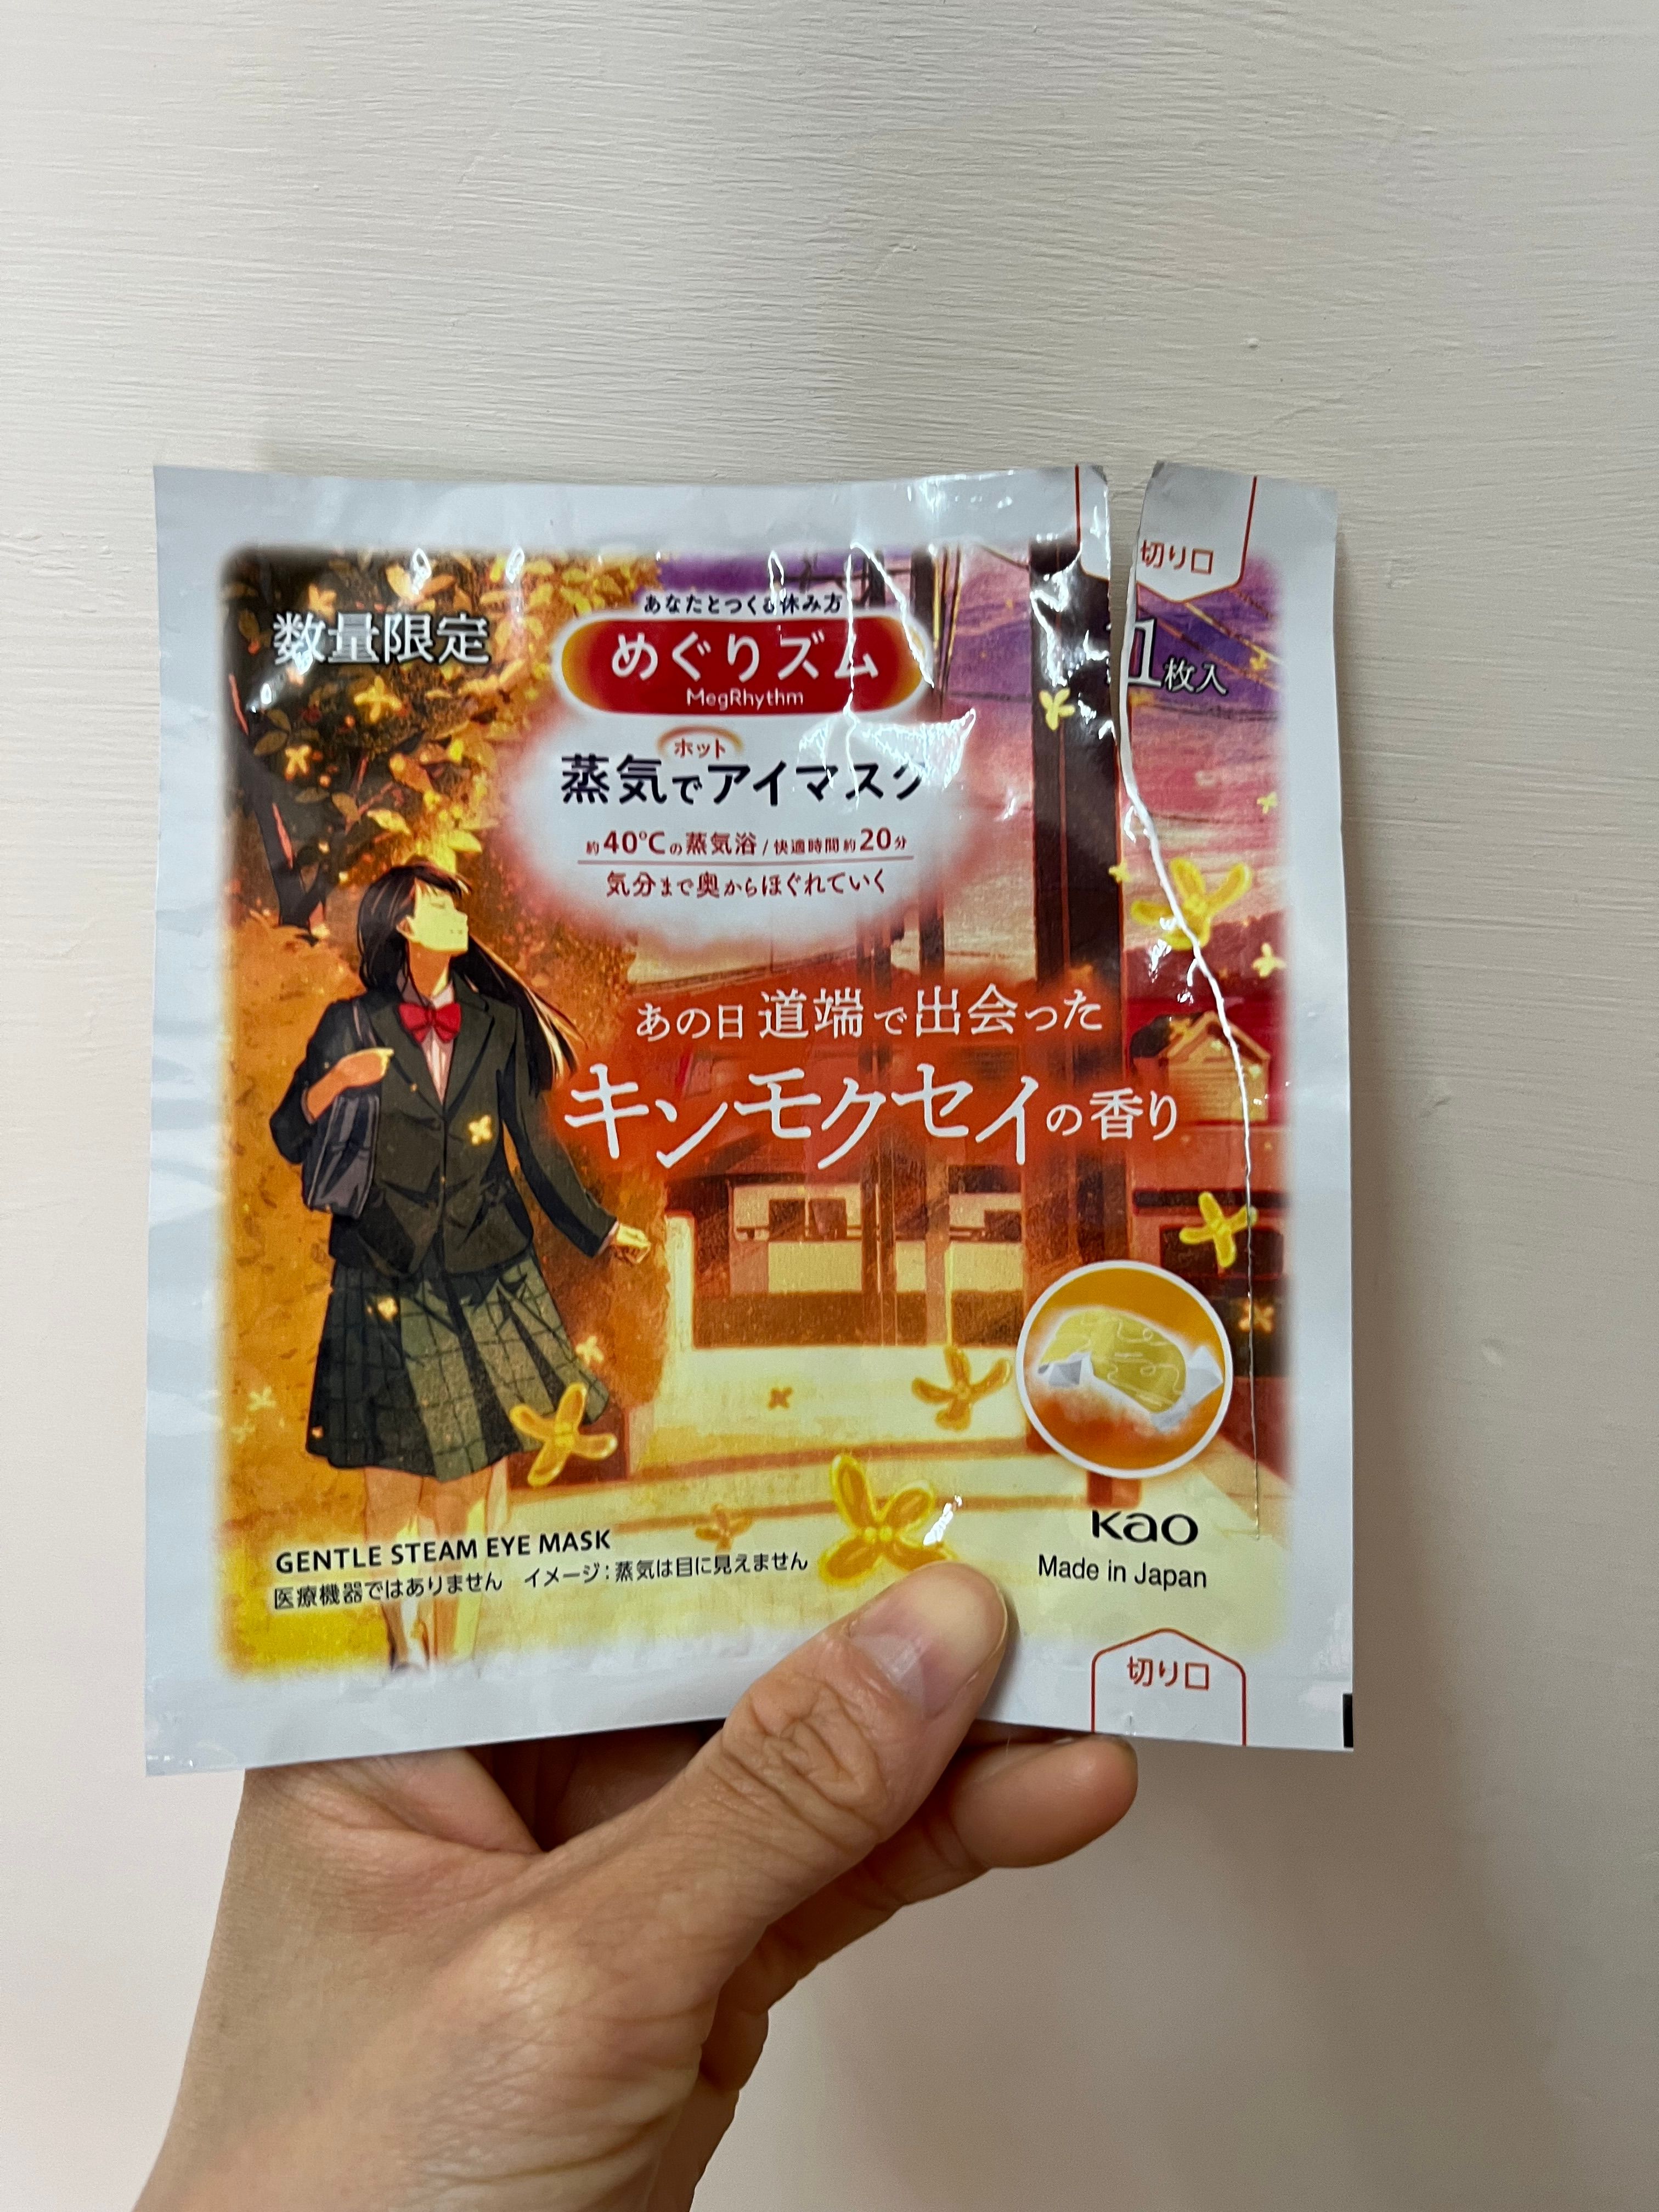 切り口
数量限定
あなたとつくる休み方
めぐりズム
MegRhythm
1枚入
ホット
蒸気でアイマスク
約40℃の蒸気浴/快適時間約20分
気分まで奥からほぐれていく
あの日道端で出会った
キンモクセイの香り
Kao
Made in Japan
GENTLE STEAM EYE MASK
医療機器ではありません イメージ:蒸気は目に見えません
切り口